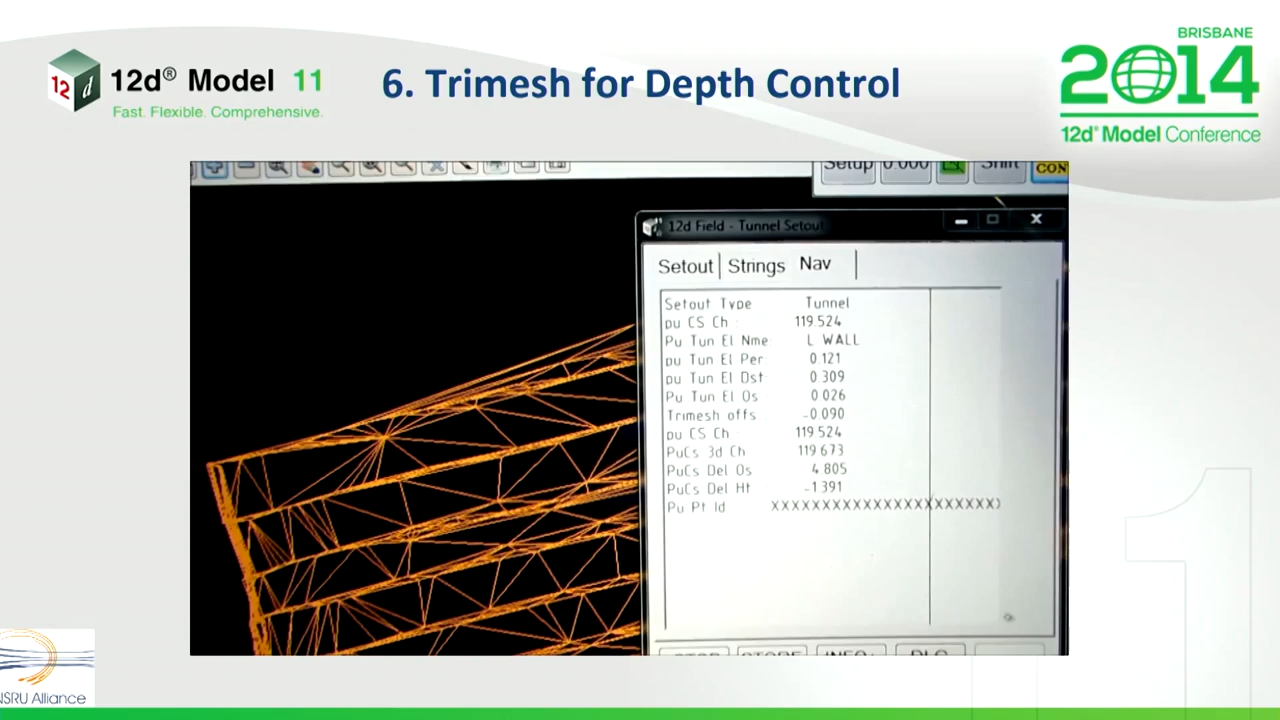 BRISBANE
2014
12d® Model Conference
12d
12d® Model 11
Fast. Flexible. Comprehensive.
6. Trimesh for Depth Control
Setup 0.000 Shift CON
12d Field - Tunnel Setout
Setout Strings Nav
Setout Type Tunnel
pu CS Ch : 119.524
Pu Tun El Nme: L WALL
pu Tun El Per: 0.121
pu Tun El Dst: 0.309
Pu Tun El Os 0.026
Trimesh offs -0.090
pu CS Ch : 119.524
PuCs 3d Ch 119.673
PuCs Del Os 4.805
PuCs Del Ht -1.391
Pu Pt Id XXXXXXXXXXXXXXXXXXXXXX
STOP STORE INFO
NSRU Alliance